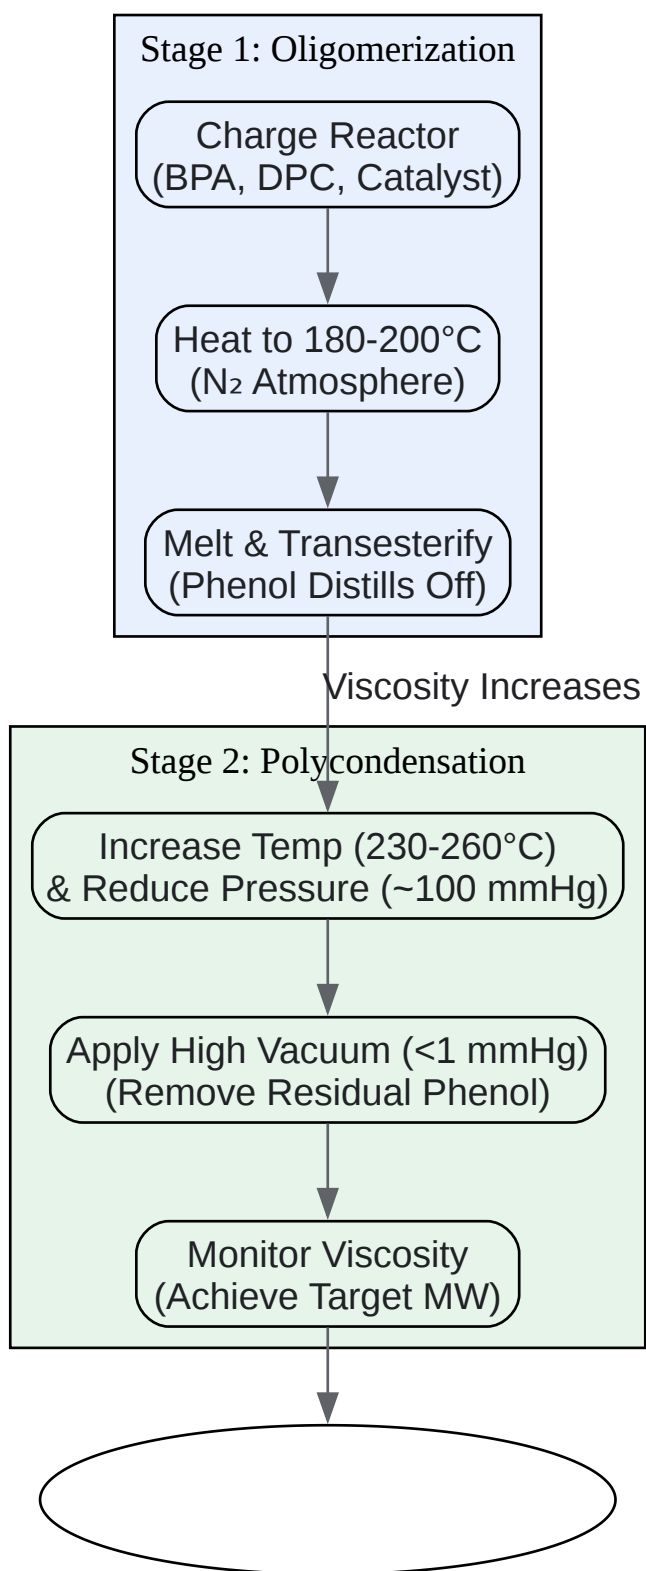 Stage 1: Oligomerization
Charge Reactor
(BPA, DPC, Catalyst)
Heat to 180-200°C
(N₂ Atmosphere)
Melt & Transesterify
(Phenol Distills Off)
Viscosity Increases
Stage 2: Polycondensation
Increase Temp (230-260°C)
& Reduce Pressure (~100 mmHg)
Apply High Vacuum (<1 mmHg)
(Remove Residual Phenol)
Monitor Viscosity
(Achieve Target MW)